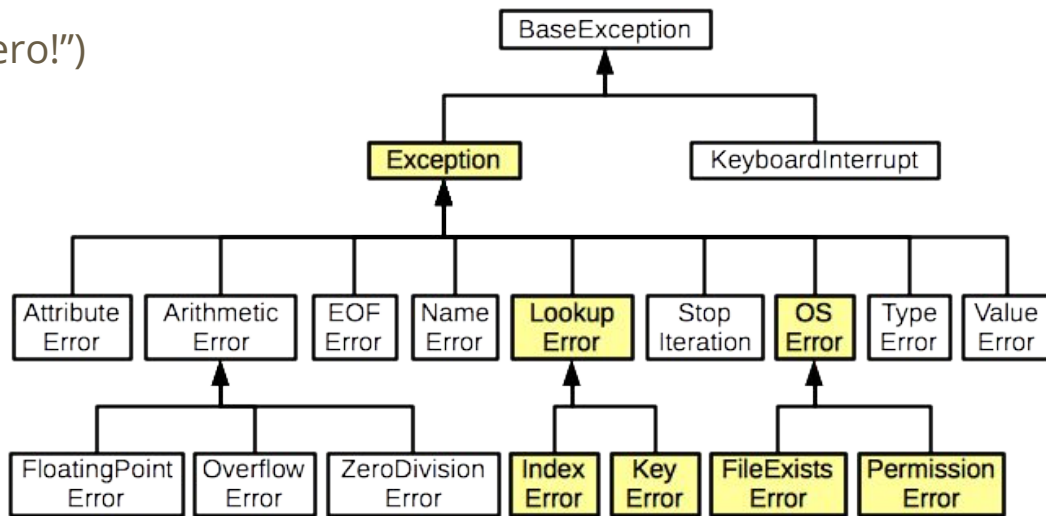 ero!”)
BaseException
Exception
KeyboardInterrupt
Attribute
Error
Arithmetic
Error
EOF
Error
Name
Error
Lookup
Error
Stop
Iteration
OS
Error
Type
Error
Value
Error
FloatingPoint
Error
Overflow
Error
ZeroDivision
Error
Index
Error
Key
Error
FileExists
Error
Permission
Error